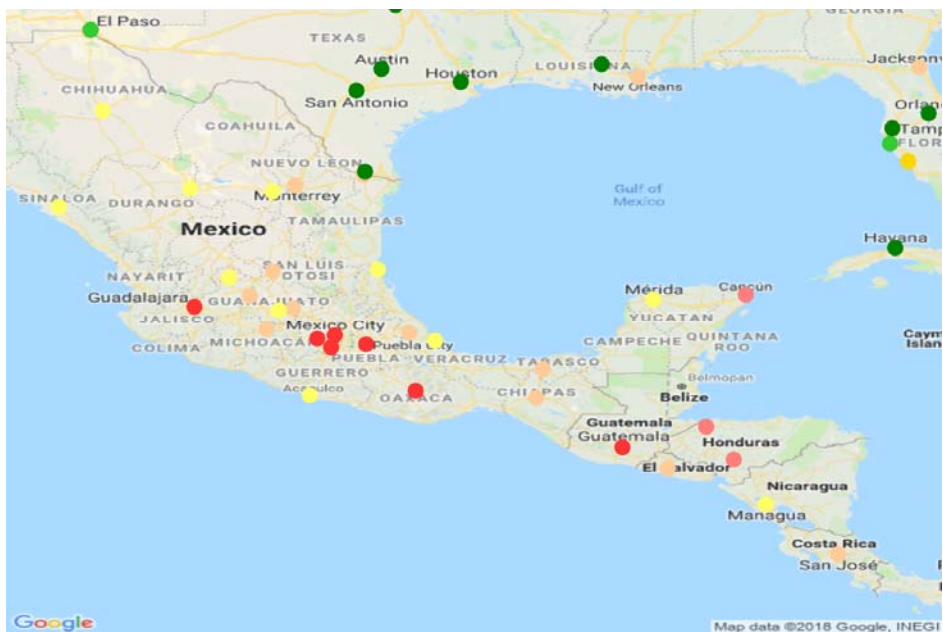 GEORGIA
El Paso
TEXAS
Austin
Houston
LOUISIANA
Jacksonv
New Orleans
CHIHUAHUA
San Antonio
Orlan
COAHUILA
Tamp
FLOR
NUEVO LEON
SINALOA
DURANGO
Monterrey
Gulf of
Mexico
TAMAULIPAS
Mexico
Havana
SAN LUIS
POTOSI
NAYARIT
Guadalajara
GUANAJUATO
Mérida
Cancún
JALISCO
Mexico City
YUCATAN
COLIMA
MICHOACÁN
Puebla City
CAMPECHE
QUINTANA
ROO
Caym
Islan
PUEBLA
VERACRUZ
GUERRERO
TABASCO
Acapulco
OAXACA
CHIAPAS
Belmopan
Belize
Guatemala
Guatemala
Honduras
El Salvador
Nicaragua
Managua
Costa Rica
San José
Google
Map data ©2018 Google, INEGI